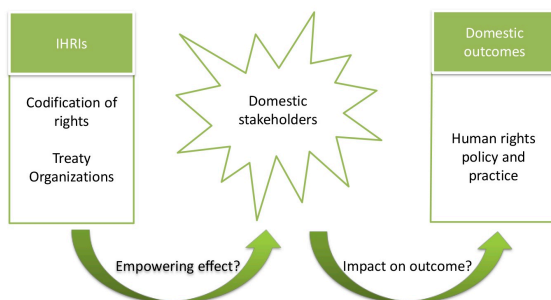 IHRIs
Codification of
rights
Treaty
Organizations
Domestic
stakeholders
Domestic
outcomes
Human rights
policy and
practice
Empowering effect?
Impact on outcome?